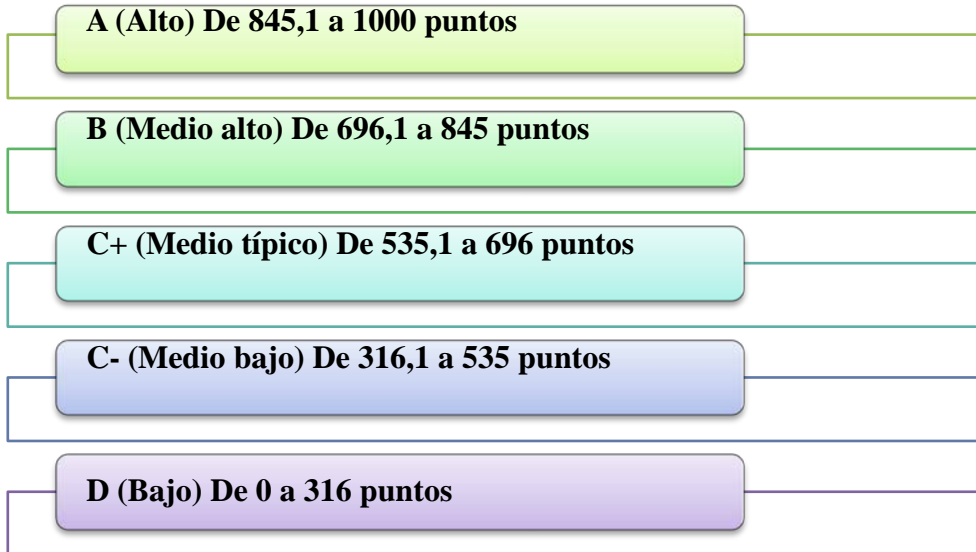 A (Alto) De 845,1 a 1000 puntos
B (Medio alto) De 696,1 a 845 puntos
C+ (Medio típico) De 535,1 a 696 puntos
C- (Medio bajo) De 316,1 a 535 puntos
D (Bajo) De 0 a 316 puntos